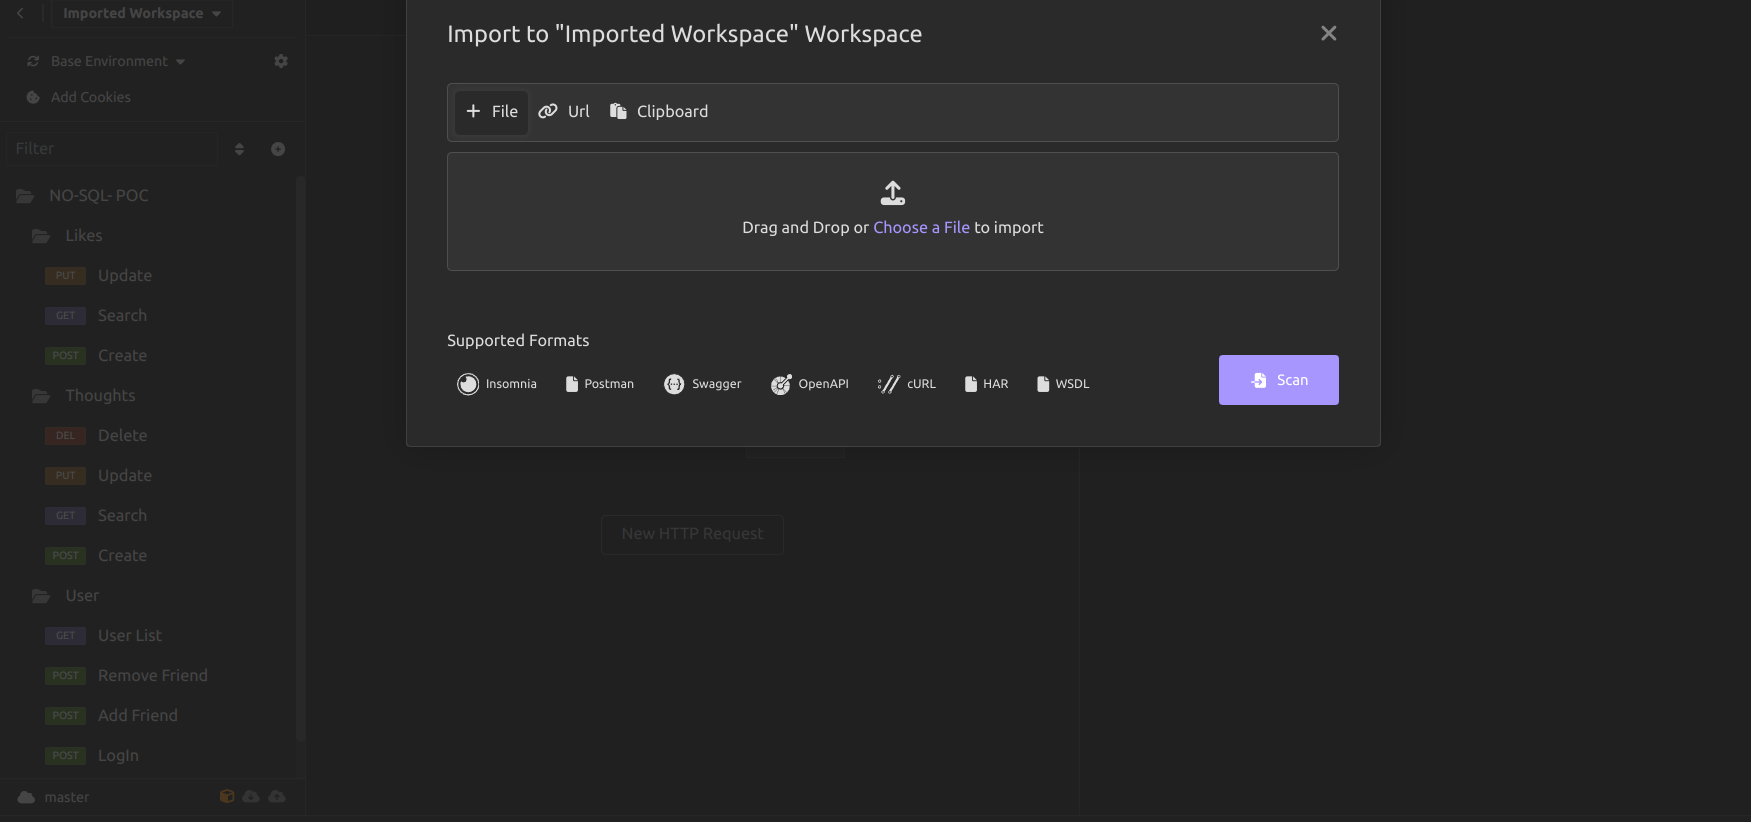 Imported Workspace
Base Environment
Add Cookies
Filter
NO-SQL- POC
Likes
PUT Update
GET Search
POST Create
Thoughts
DEL Delete
PUT Update
GET Search
POST Create
User
GET User List
POST Remove Friend
POST Add Friend
POST LogIn
master
Import to "Imported Workspace" Workspace
File Url Clipboard
Drag and Drop or Choose a File to import
Supported Formats
Insomnia Postman Swagger OpenAPI cURL HAR WSDL
Scan
New HTTP Request